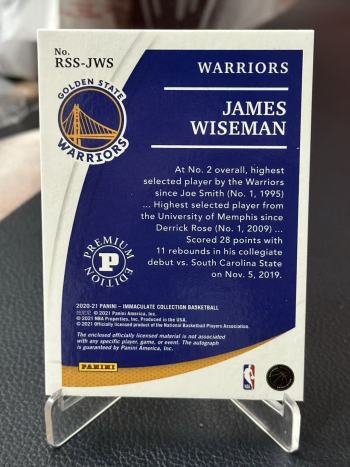 No.
RSS-JWS
GOLDEN STATE
WARRIORS
WARRIORS
JAMES
WISEMAN
At No. 2 overall, highest
selected player by the Warriors
since Joe Smith (No. 1, 1995)
... Highest selected player from
the University of Memphis since
Derrick Rose (No. 1, 2009) ...
Scored 28 points with
11 rebounds in his collegiate
debut vs. South Carolina State
on Nov. 5, 2019.
PREMIUM
P
EDITION
2020-21 PANINI – IMMACULATE COLLECTION BASKETBALL
© 2021 Panini America, Inc.
© 2021 NBA Properties, Inc. Produced in the USA.
© 2021 Officially licensed product of the National Basketball Players Association.
The enclosed officially licensed material is not associated
with any specific player, game, or event. The autograph
is guaranteed by Panini America, Inc.
PANINI
NBA